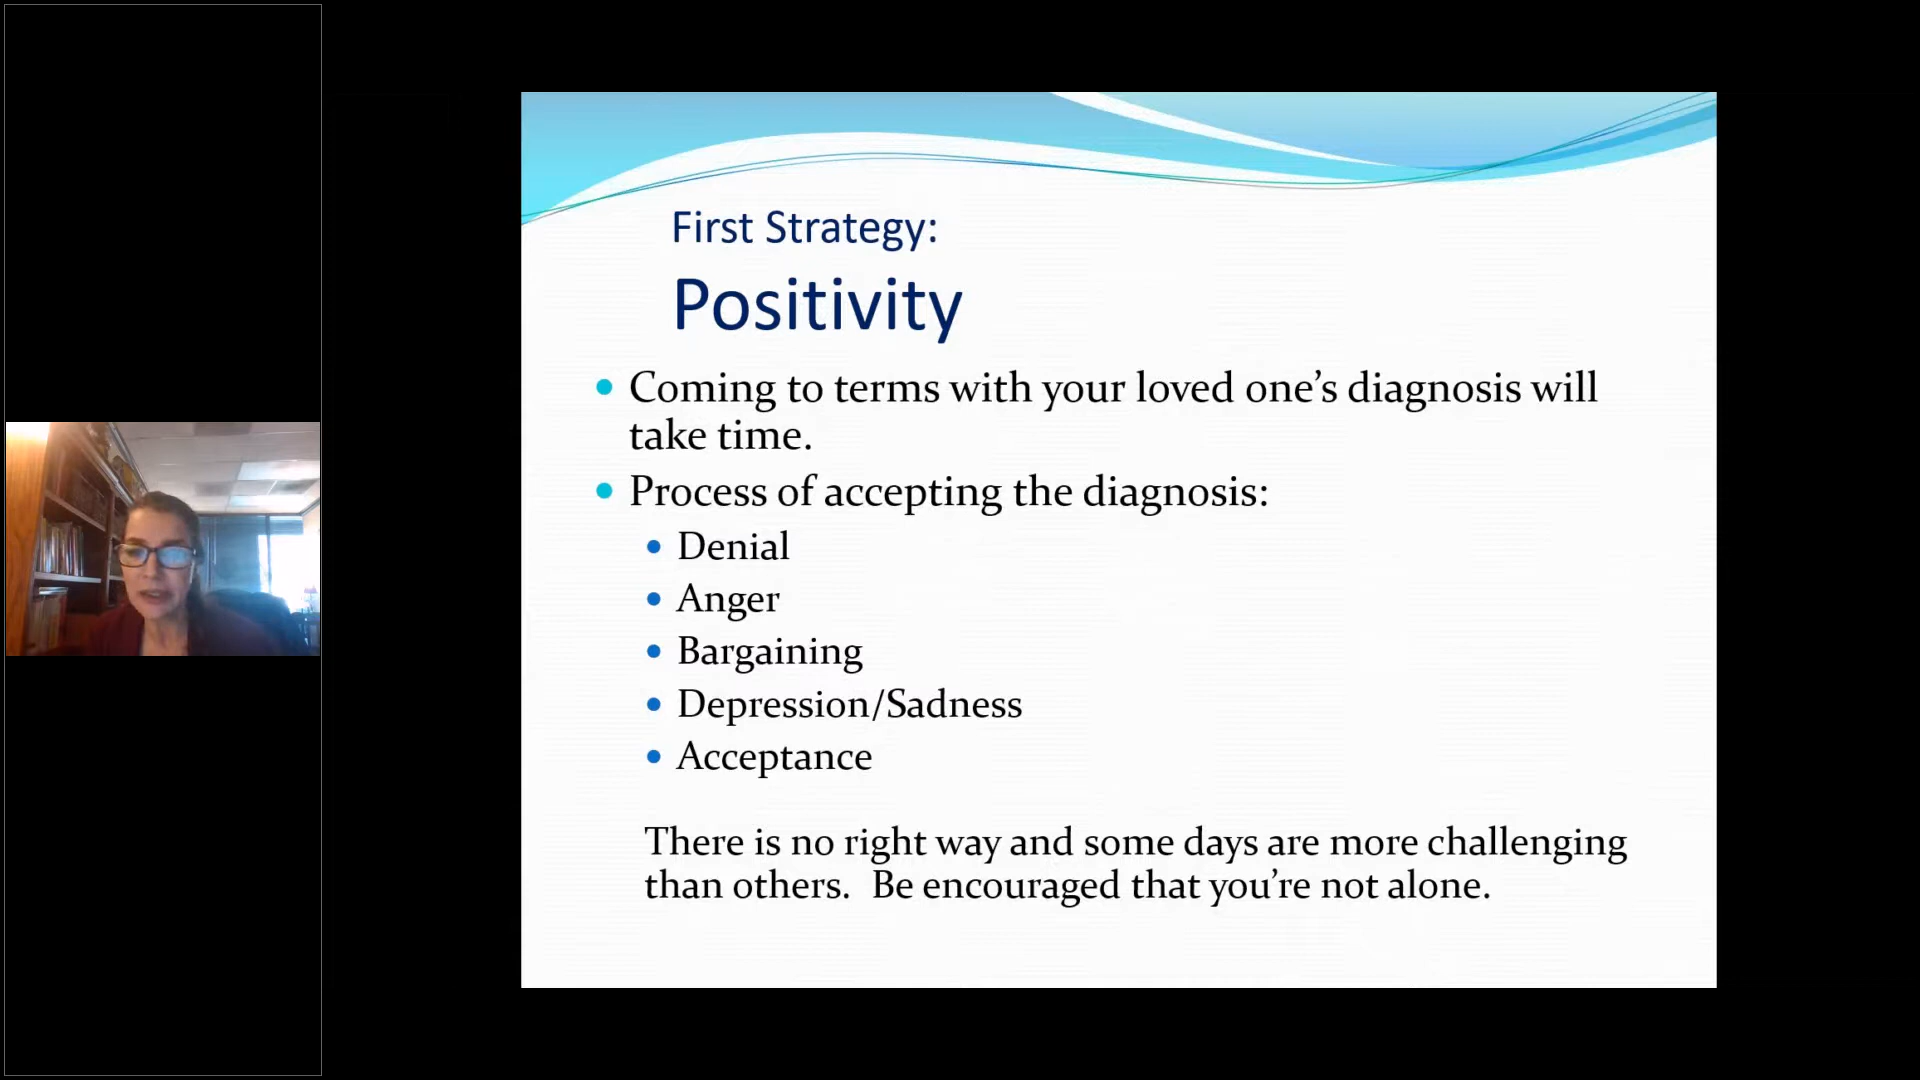 First Strategy:
Positivity
Coming to terms with your loved one’s diagnosis will
take time.
Process of accepting the diagnosis:
Denial
Anger
Bargaining
Depression/Sadness
Acceptance
There is no right way and some days are more challenging
than others.  Be encouraged that you’re not alone.